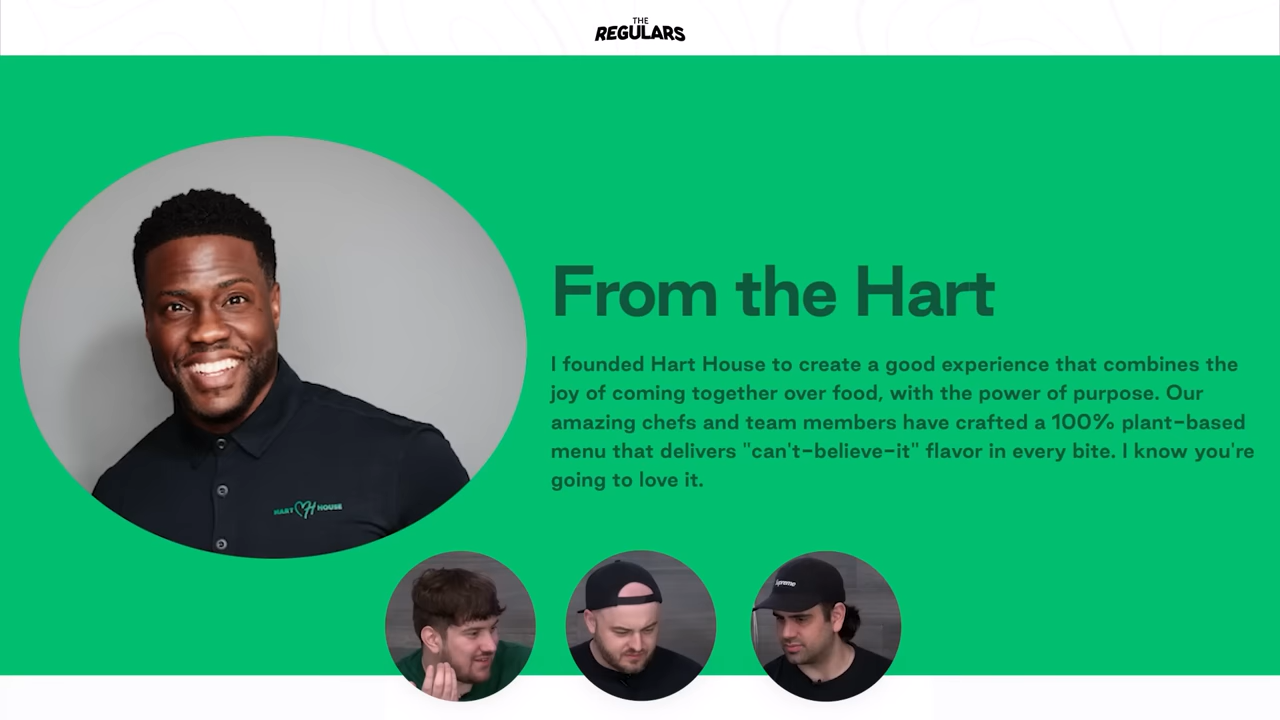 THE
REGULARS
From the Hart
I founded Hart House to create a good experience that combines the
joy of coming together over food, with the power of purpose. Our
amazing chefs and team members have crafted a 100% plant-based
menu that delivers "can't-believe-it" flavor in every bite. I know you're
going to love it.
HART H HOUSE
Supreme